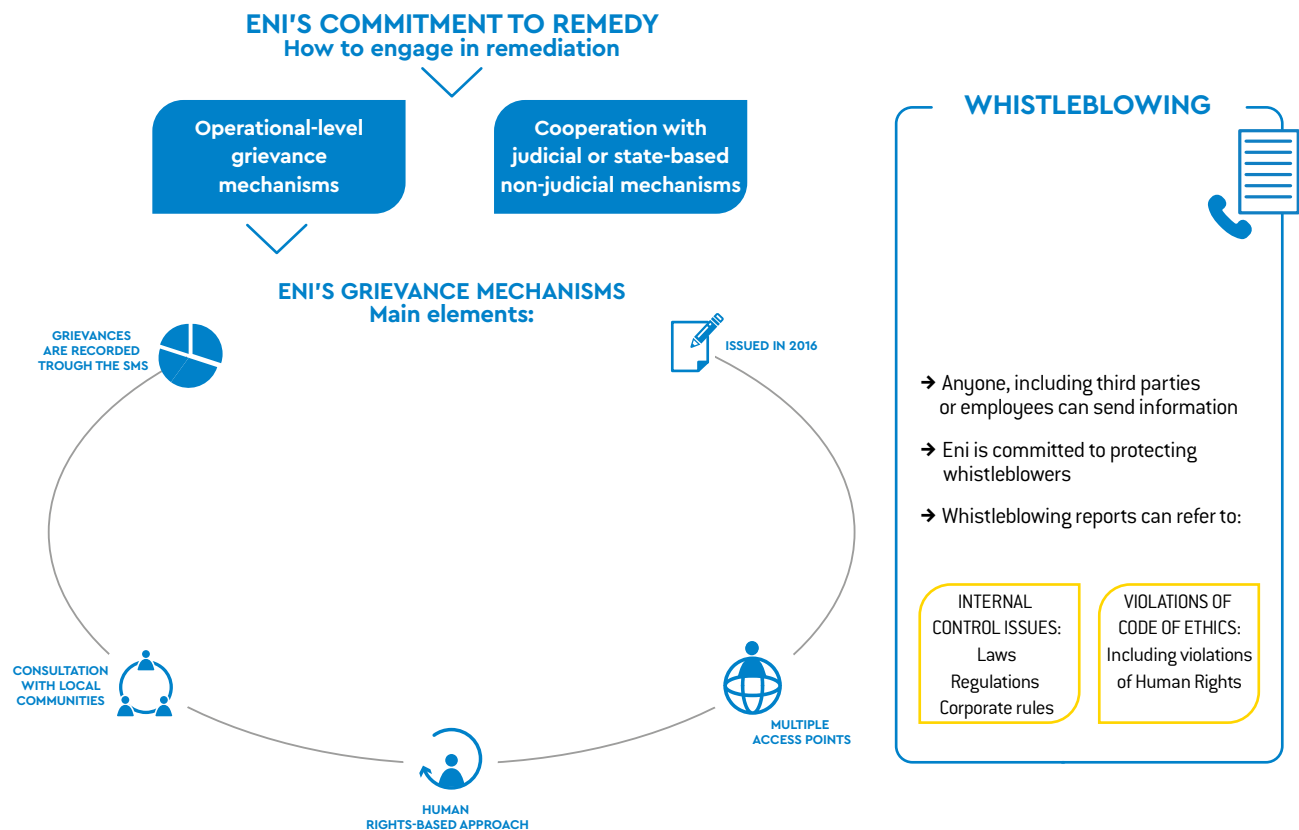 ENI'S COMMITMENT TO REMEDY
How to engage in remediation
Operational-level
grievance
mechanisms
Cooperation with
judicial or state-based
non-judicial mechanisms
ENI'S GRIEVANCE MECHANISMS
Main elements:
GRIEVANCES
ARE RECORDED
TROUGH THE SMS
ISSUED IN 2016
CONSULTATION
WITH LOCAL
COMMUNITIES
MULTIPLE
ACCESS POINTS
HUMAN
RIGHTS-BASED APPROACH
WHISTLEBLOWING
→ Anyone, including third parties
or employees can send information
→ Eni is committed to protecting
whistleblowers
→ Whistleblowing reports can refer to:
INTERNAL
CONTROL ISSUES:
Laws
Regulations
Corporate rules
VIOLATIONS OF
CODE OF ETHICS:
Including violations
of Human Rights